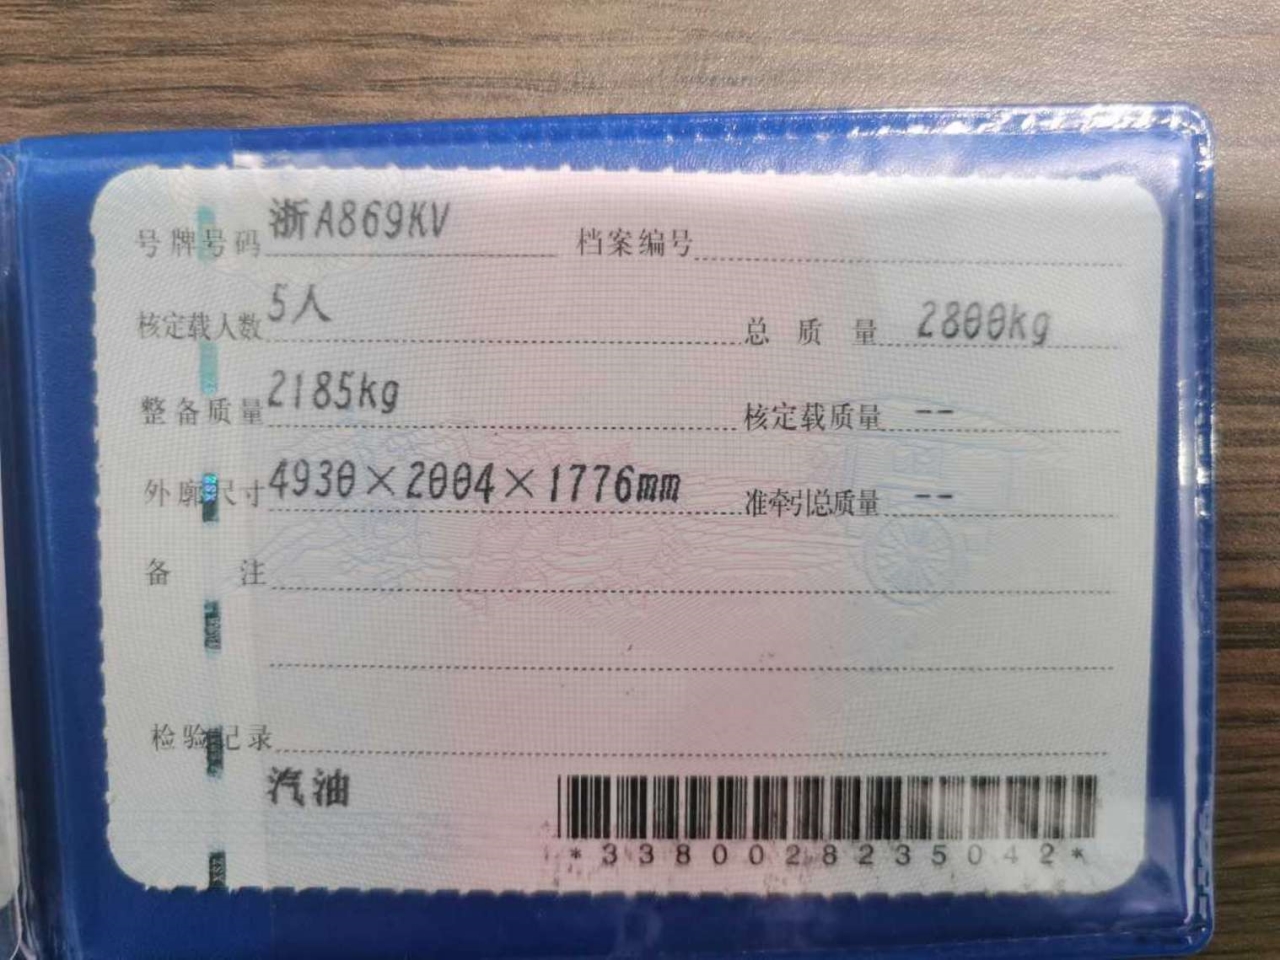 号牌号码 浙A869KV 档案编号
核定载人数 5人 总质量 2800kg
整备质量 2185kg 核定载质量 --
外廓尺寸 4930×2004×1776mm 准牵引总质量 --
备注
检验记录
汽油
*3380028235042*